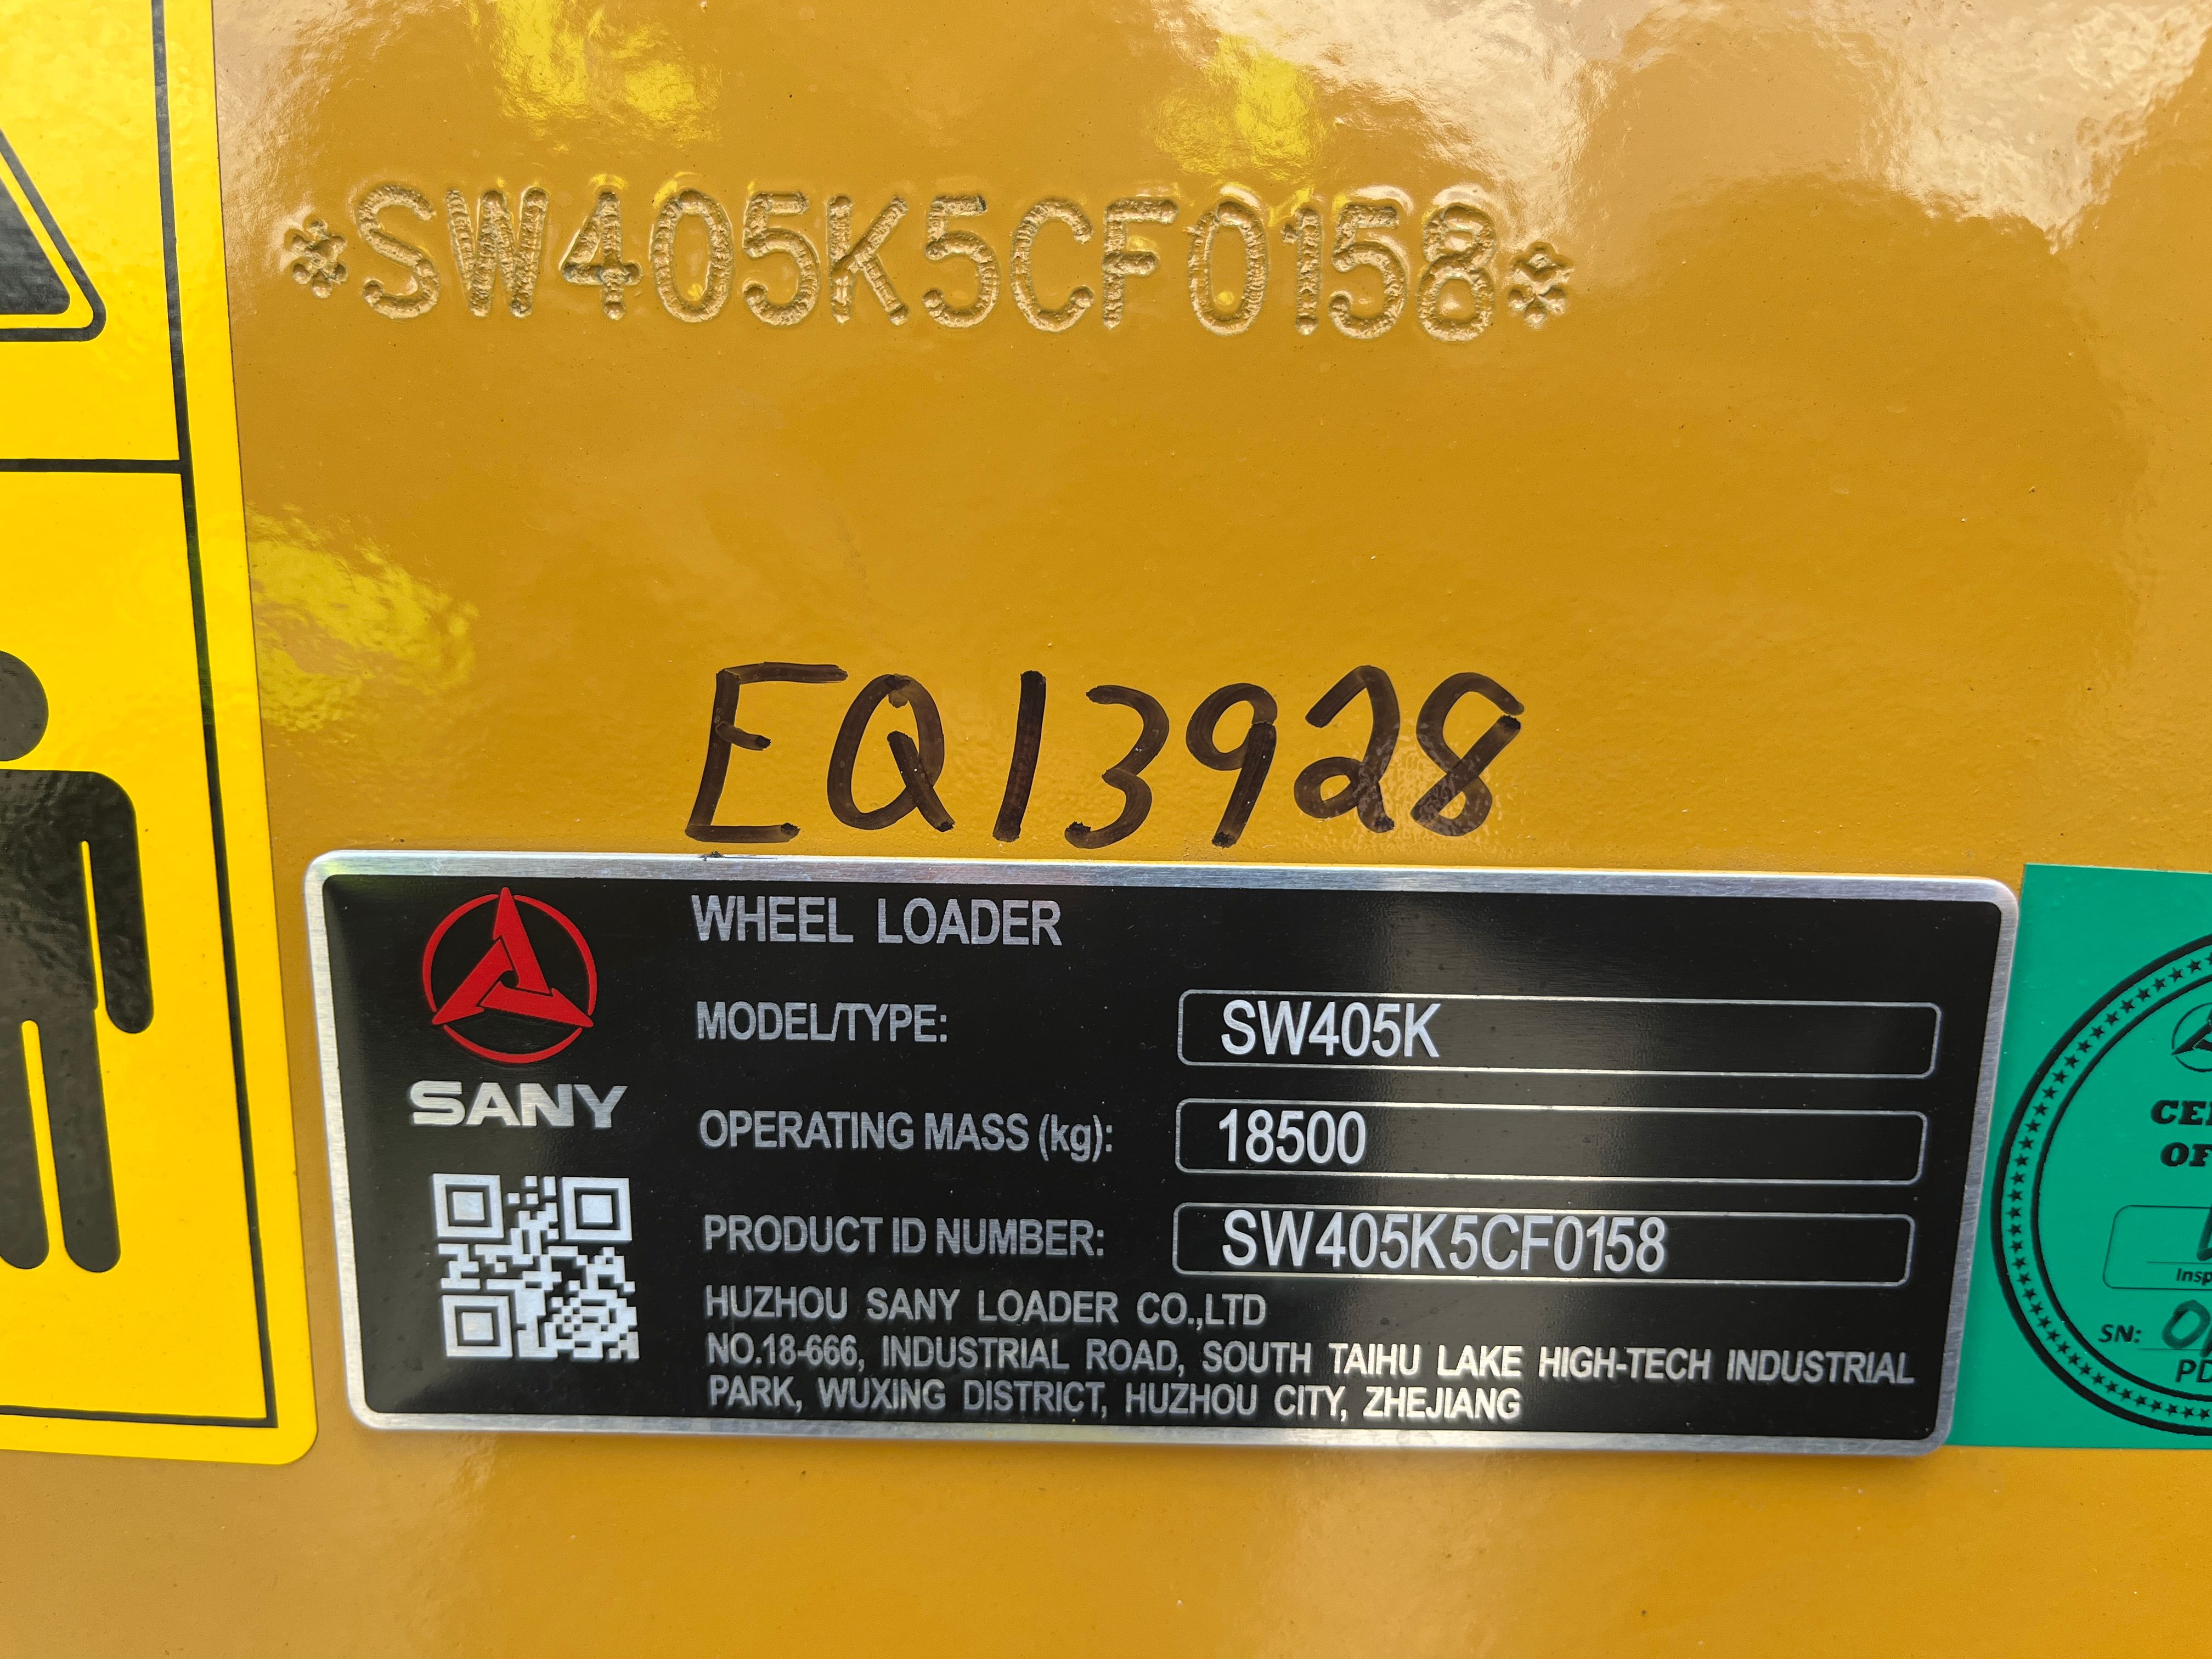 *SW405K5CF0158*
EQ13928
WHEEL LOADER
MODEL/TYPE: SW405K
SANY
OPERATING MASS (kg): 18500
PRODUCT ID NUMBER: SW405K5CF0158
HUZHOU SANY LOADER CO.,LTD
NO.18-666, INDUSTRIAL ROAD, SOUTH TAIHU LAKE HIGH-TECH INDUSTRIAL
PARK, WUXING DISTRICT, HUZHOU CITY, ZHEJIANG
OF
SN: